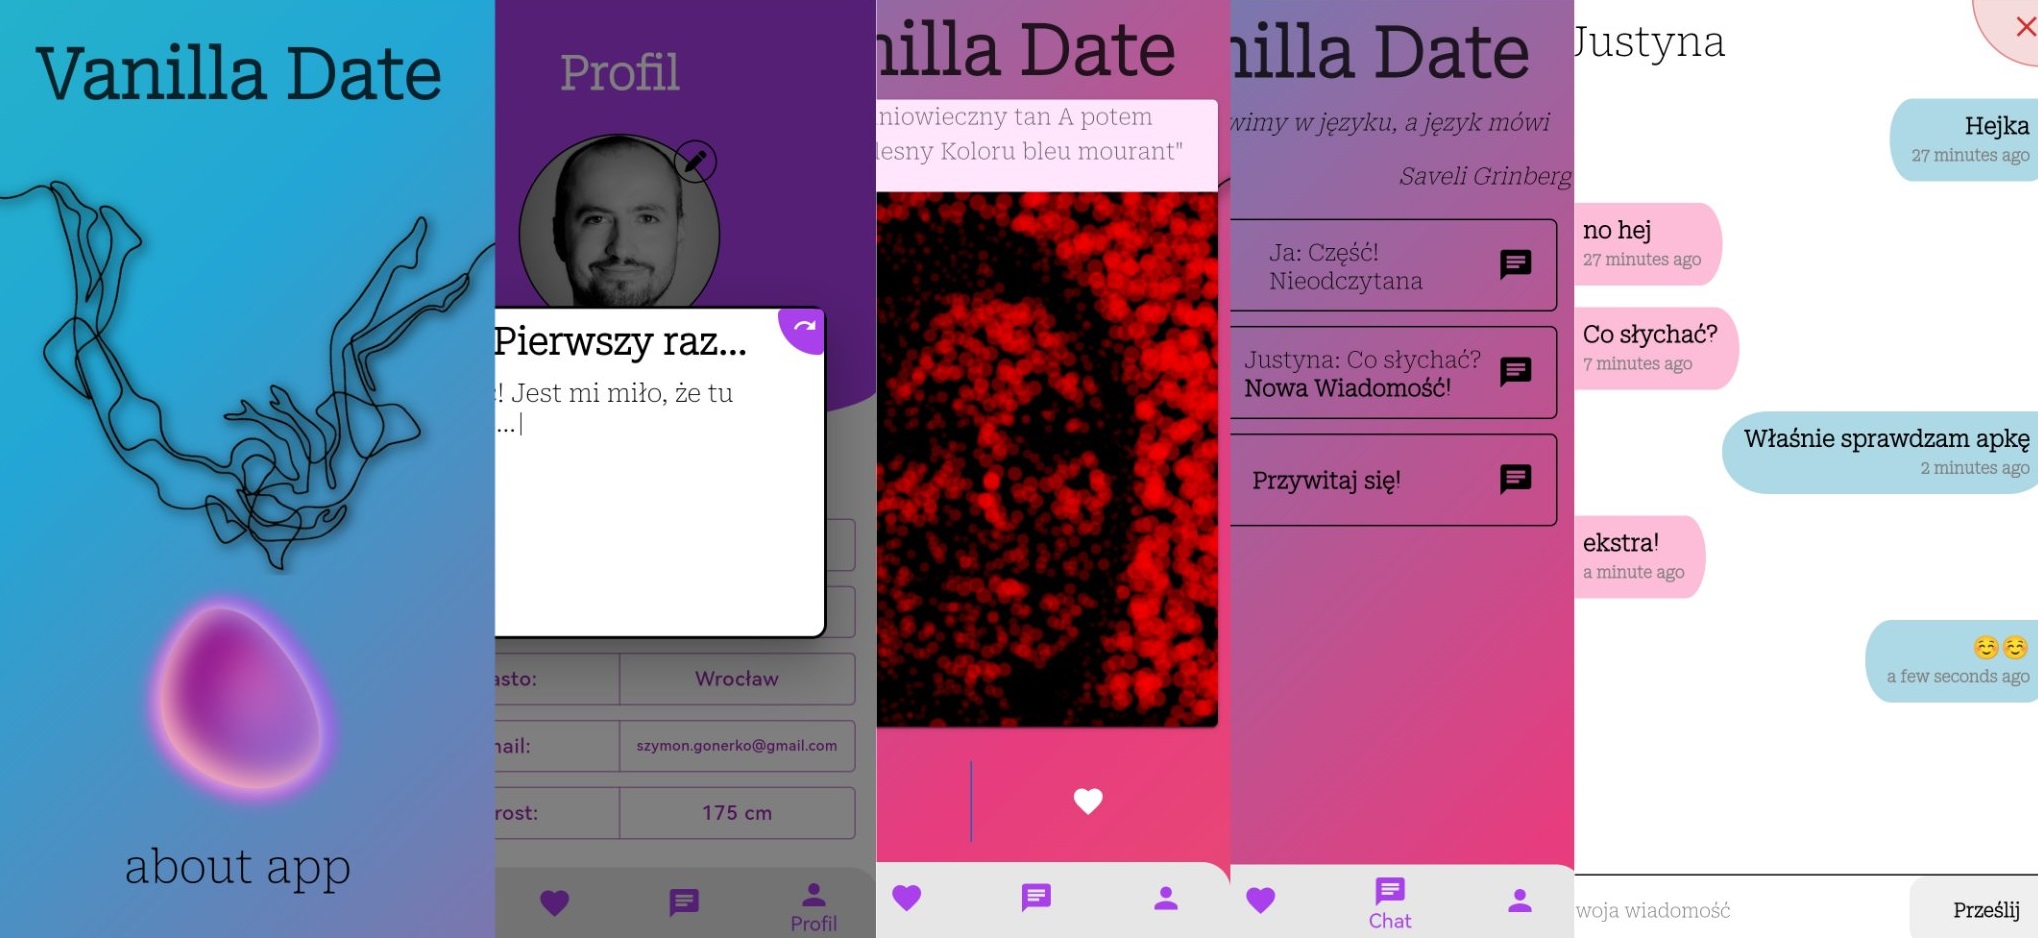 Vanilla Date
about app
Profil
Pierwszy raz...
! Jest mi miło, że tu
...|
asto:
Wrocław
ail:
szymon.gonerko@gmail.com
rost:
175 cm
Profil
nilla Date
niowieczny tan A potem
lesny Koloru bleu mourant"
nilla Date
wimy w języku, a język mówi
Saveli Grinberg
Ja: Część!
Nieodczytana
Justyna: Co słychać?
Nowa Wiadomość!
Przywitaj się!
Chat
Justyna
Hejka
27 minutes ago
no hej
27 minutes ago
Co słychać?
7 minutes ago
Właśnie sprawdzam apkę
2 minutes ago
ekstra!
a minute ago
☺️☺️
a few seconds ago
woja wiadomość
Prześlij